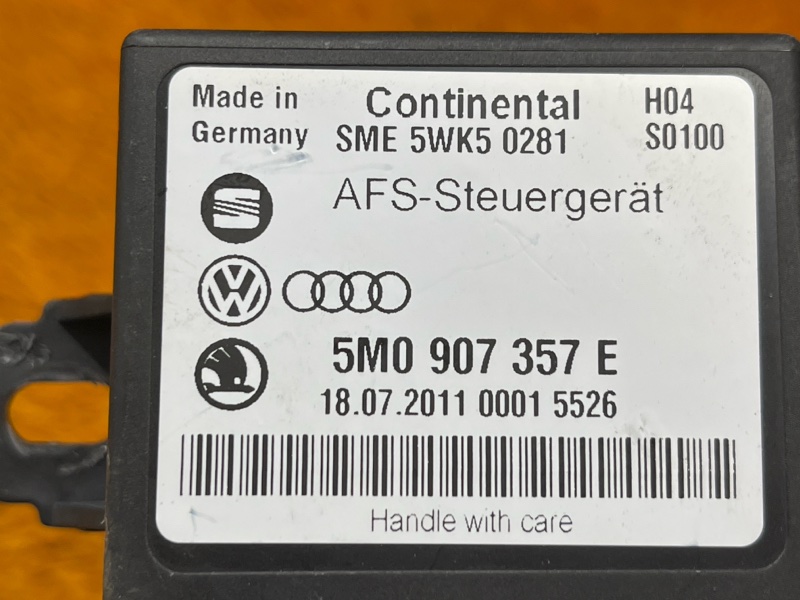 Made in Continental H04
Germany SME 5WK5 0281 S0100
AFS-Steuergerät
5M0 907 357 E
18.07.2011 0001 5526
Handle with care